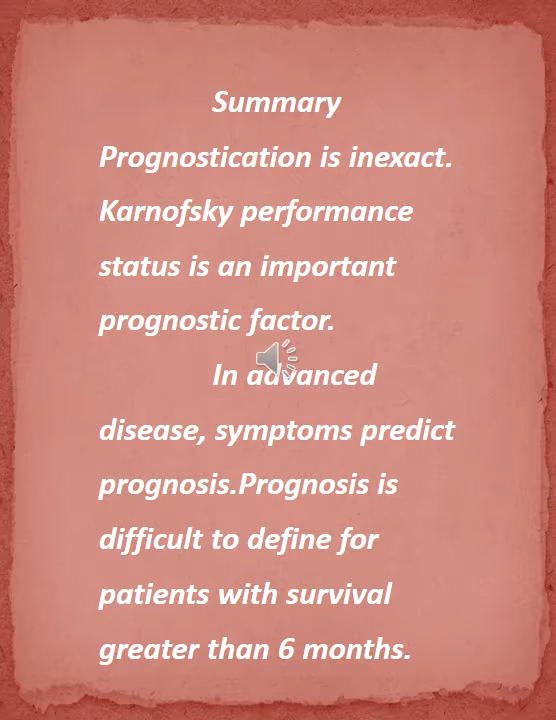 Summary
Prognostication is inexact.
Karnofsky performance
status is an important
prognostic factor.
In advanced
disease, symptoms predict
prognosis.Prognosis is
difficult to define for
patients with survival
greater than 6 months.